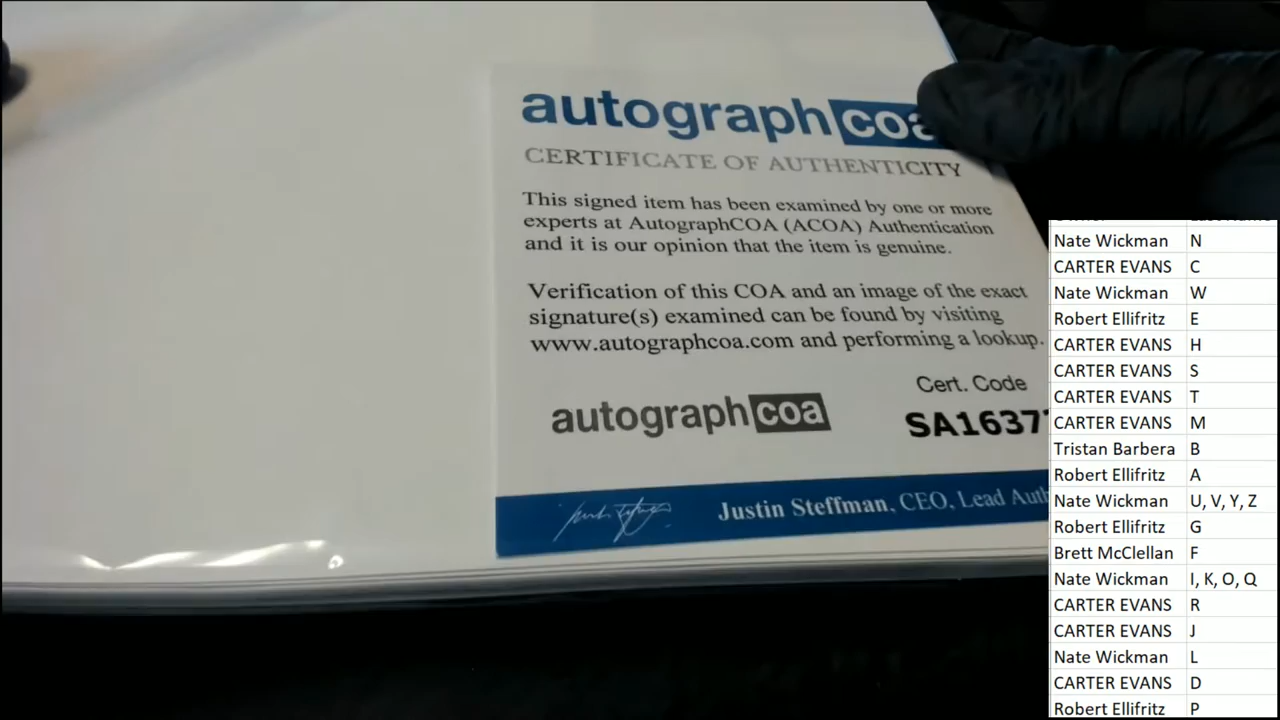 autographcoa
CERTIFICATE OF AUTHENTICITY
This signed item has been examined by one or more
experts at AutographCOA (ACOA) Authentication
and it is our opinion that the item is genuine.
Verification of this COA and an image of the exact
signature(s) examined can be found by visiting
www.autographcoa.com and performing a lookup.
Cert. Code
autographcoa
SA1637
Justin Steffman, CEO, Lead
Nate Wickman N
CARTER EVANS C
Nate Wickman W
Robert Ellifritz E
CARTER EVANS H
CARTER EVANS S
CARTER EVANS T
CARTER EVANS M
Tristan Barbera B
Robert Ellifritz A
Nate Wickman U, V, Y, Z
Robert Ellifritz G
Brett McClellan F
Nate Wickman I, K, O, Q
CARTER EVANS R
CARTER EVANS J
Nate Wickman L
CARTER EVANS D
Robert Ellifritz P